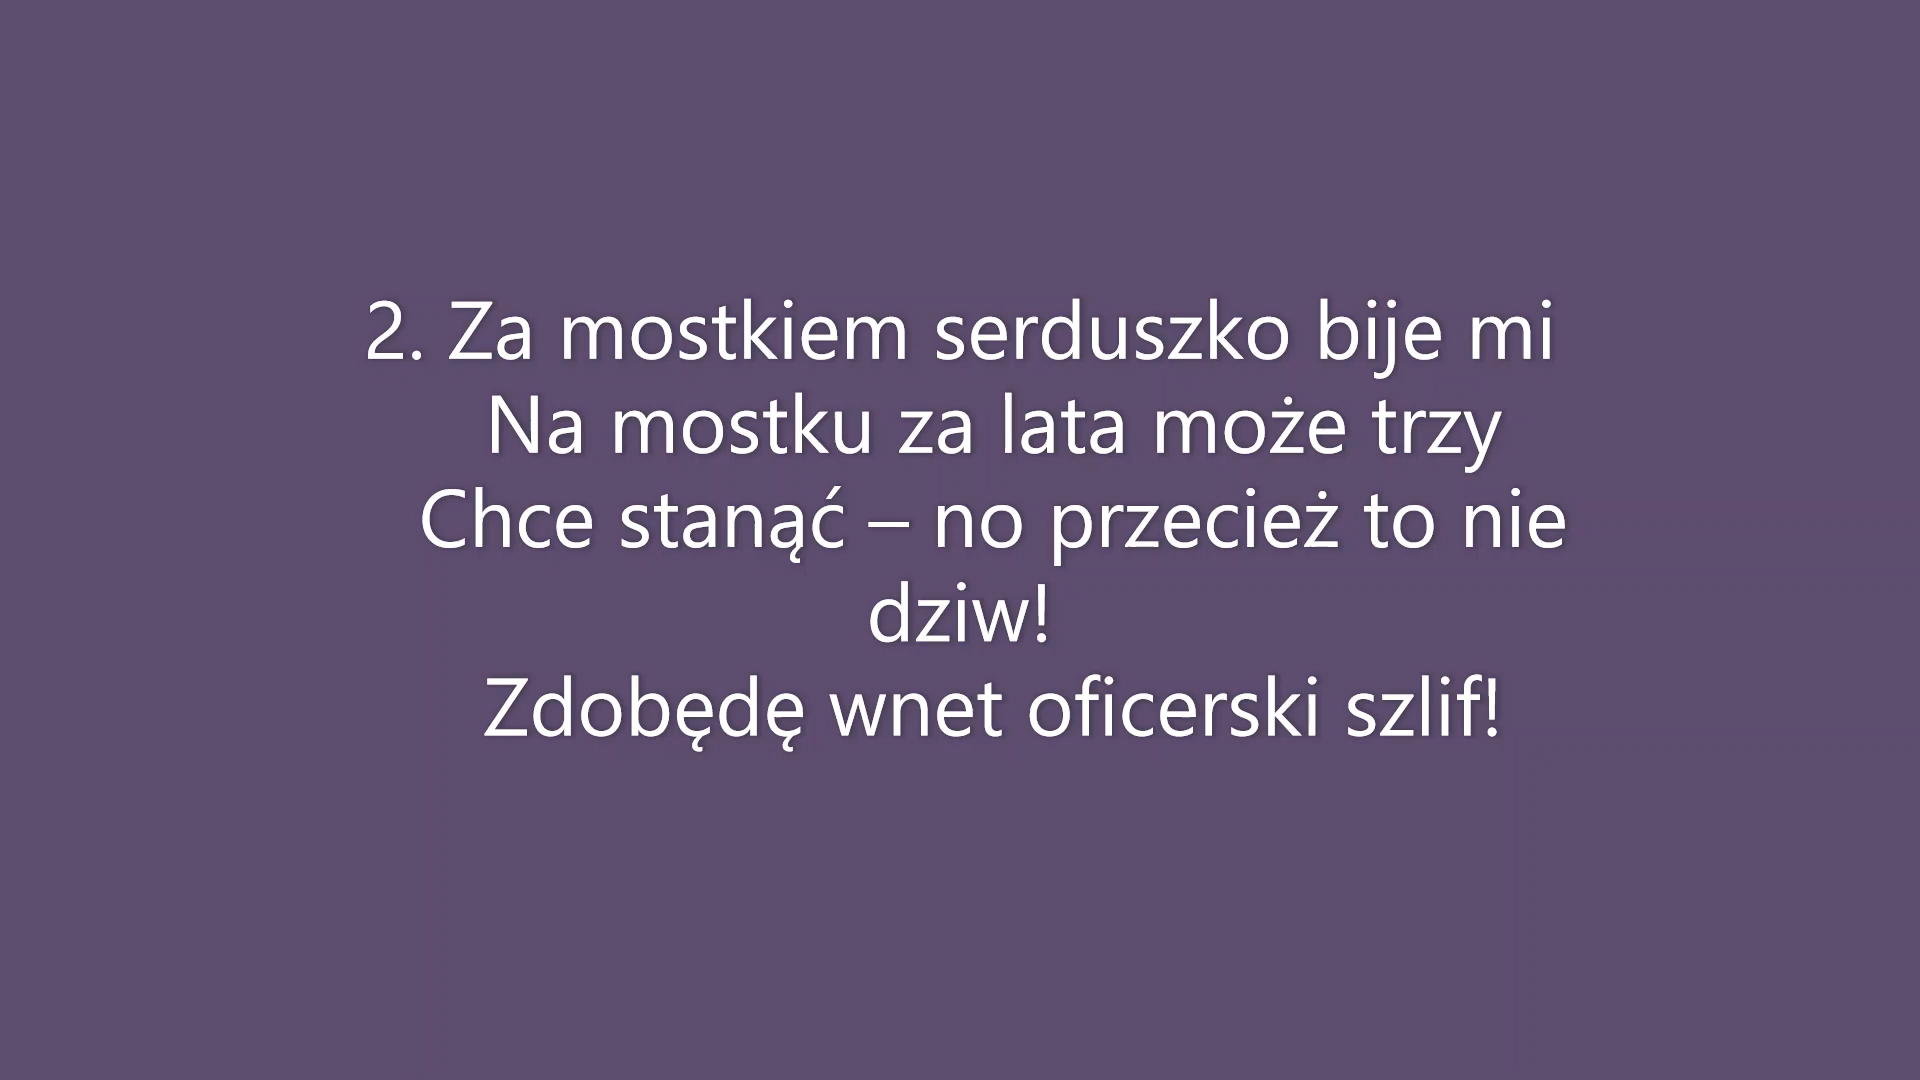 2. Za mostkiem serduszko bije mi
Na mostku za lata może trzy
Chce stanąć – no przecież to nie
dziw!
Zdobędę wnet oficerski szlif!